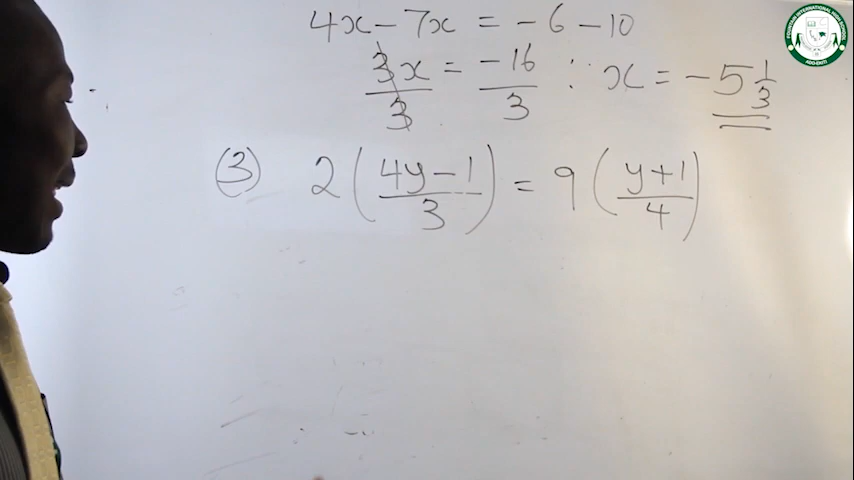 4x - 7x = -6 - 10
3x/3 = -16/3 ∴ x = -5 1/3
(3) 2((4y-1)/3) = 9((y+1)/4)